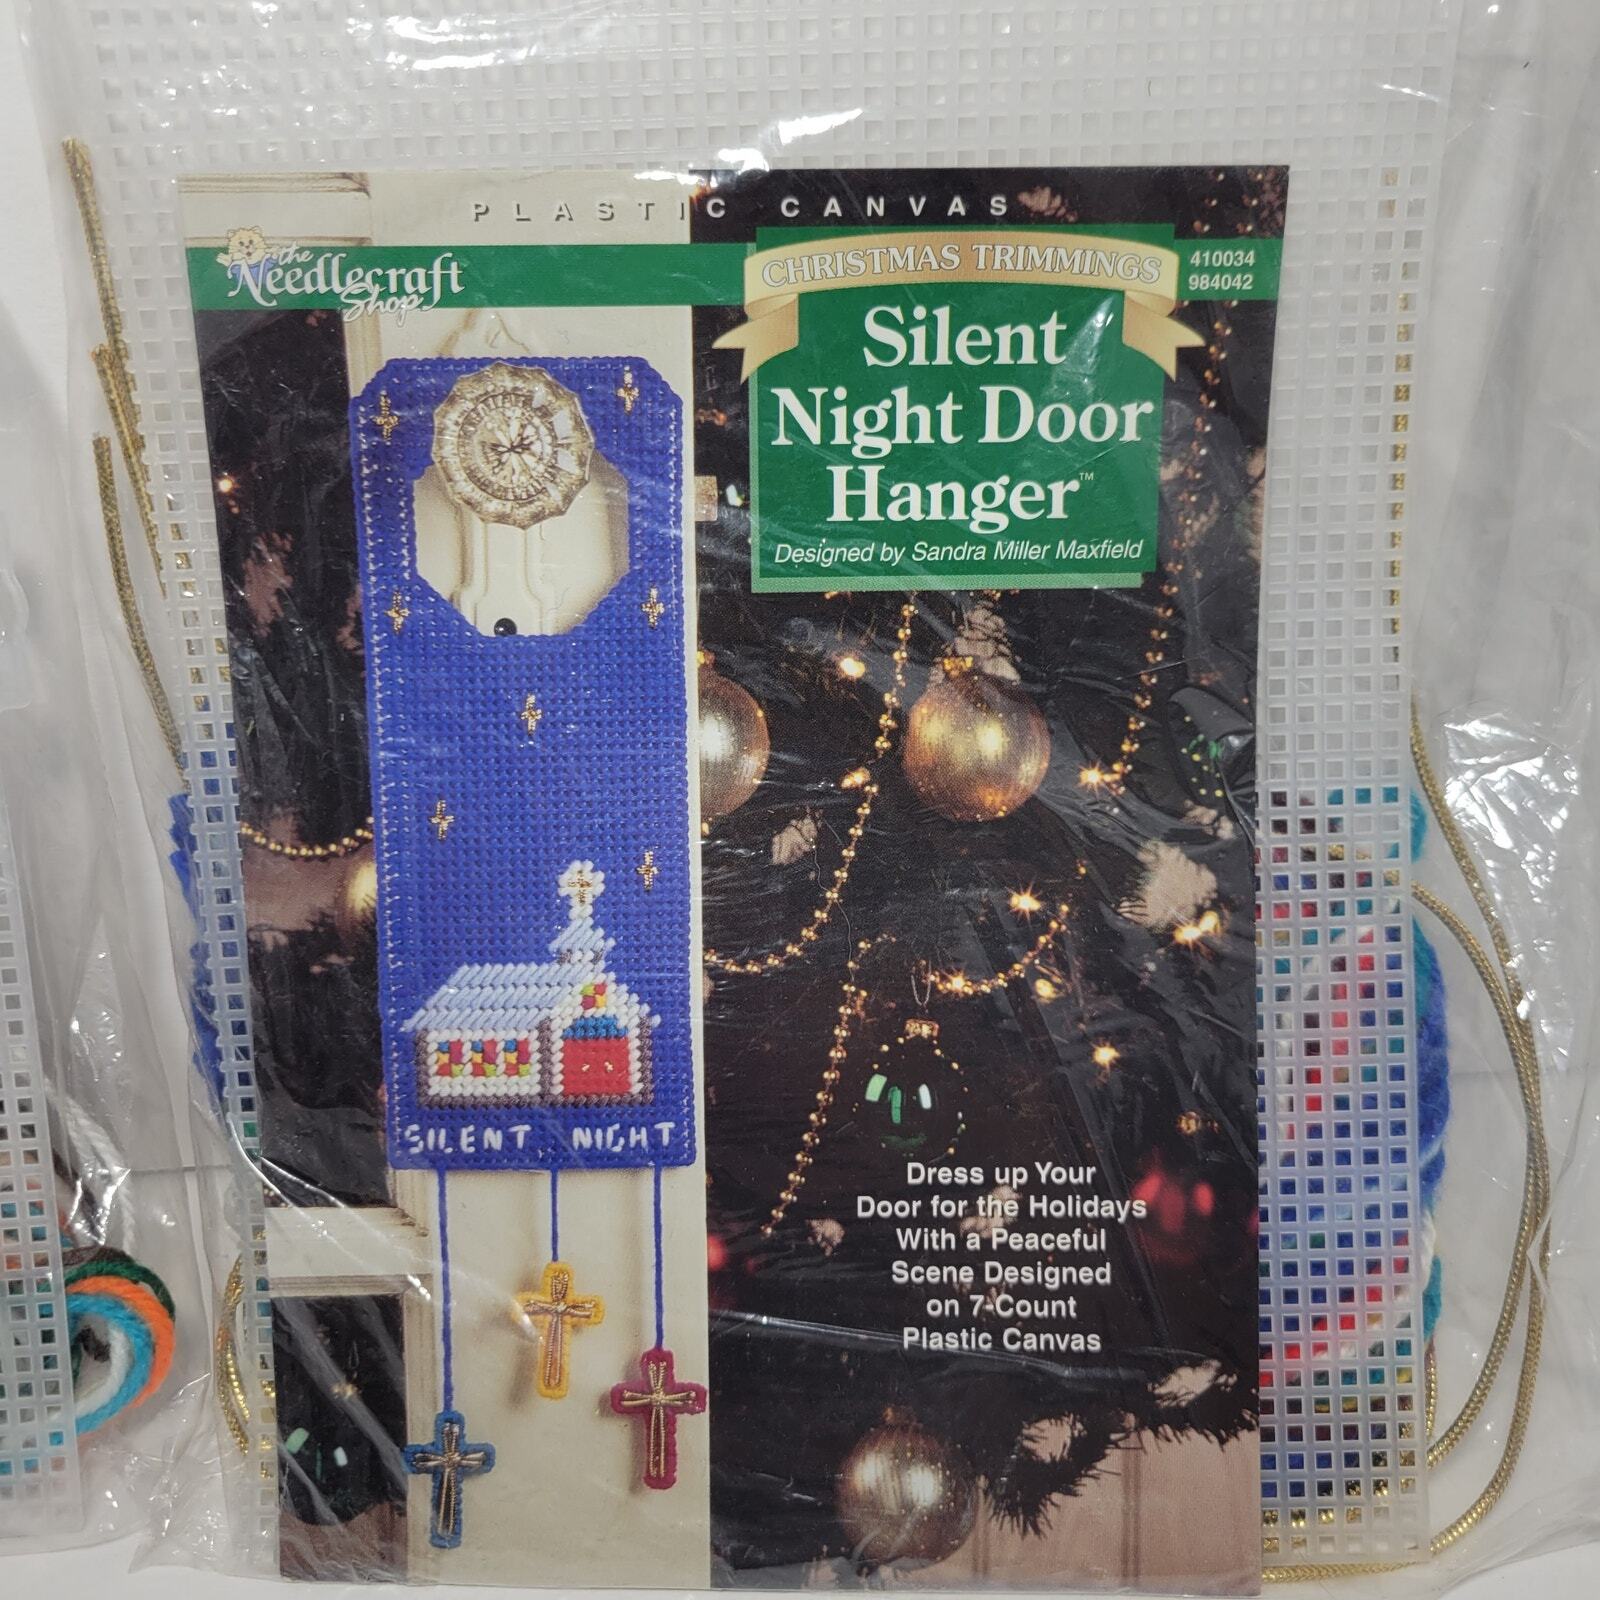 PLASTIC CANVAS
the
Needlecraft
Shop
CHRISTMAS TRIMMINGS
410034
984042
Silent
Night Door
Hanger™
Designed by Sandra Miller Maxfield
SILENT NIGHT
Dress up Your
Door for the Holidays
With a Peaceful
Scene Designed
on 7-Count
Plastic Canvas